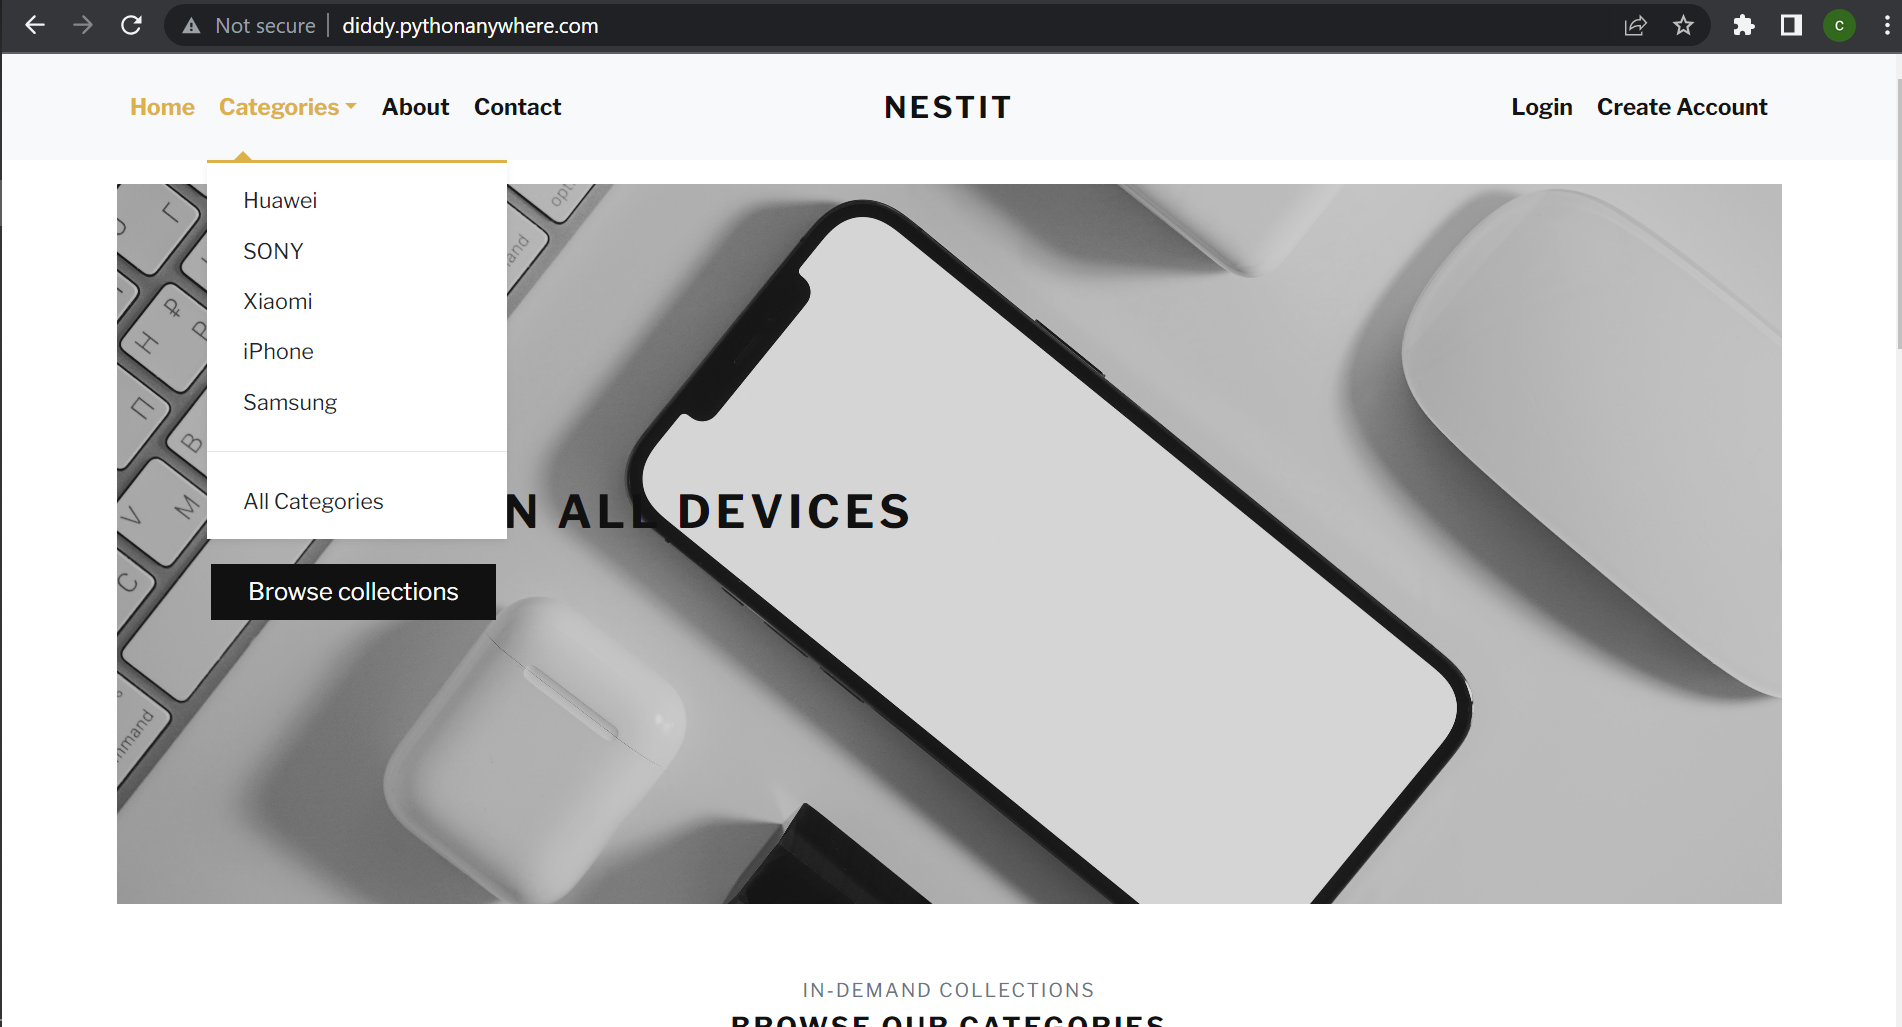 Not secure
diddy.pythonanywhere.com
C
Home Categories About Contact
NESTIT
Login Create Account
Huawei
SONY
Xiaomi
iPhone
Samsung
All Categories
N ALL DEVICES
Browse collections
Н ₽
П
В
V
М
С
IN-DEMAND COLLECTIONS
BROWSE OUR CATEGORIES